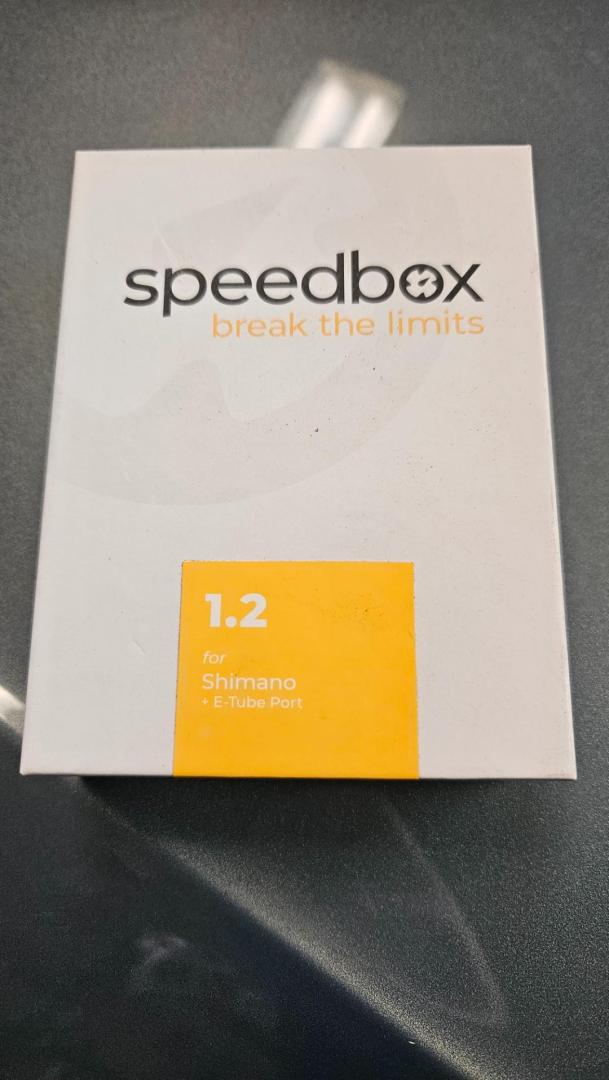 speedbox
break the limits
1.2
for
Shimano
+ E-Tube Port